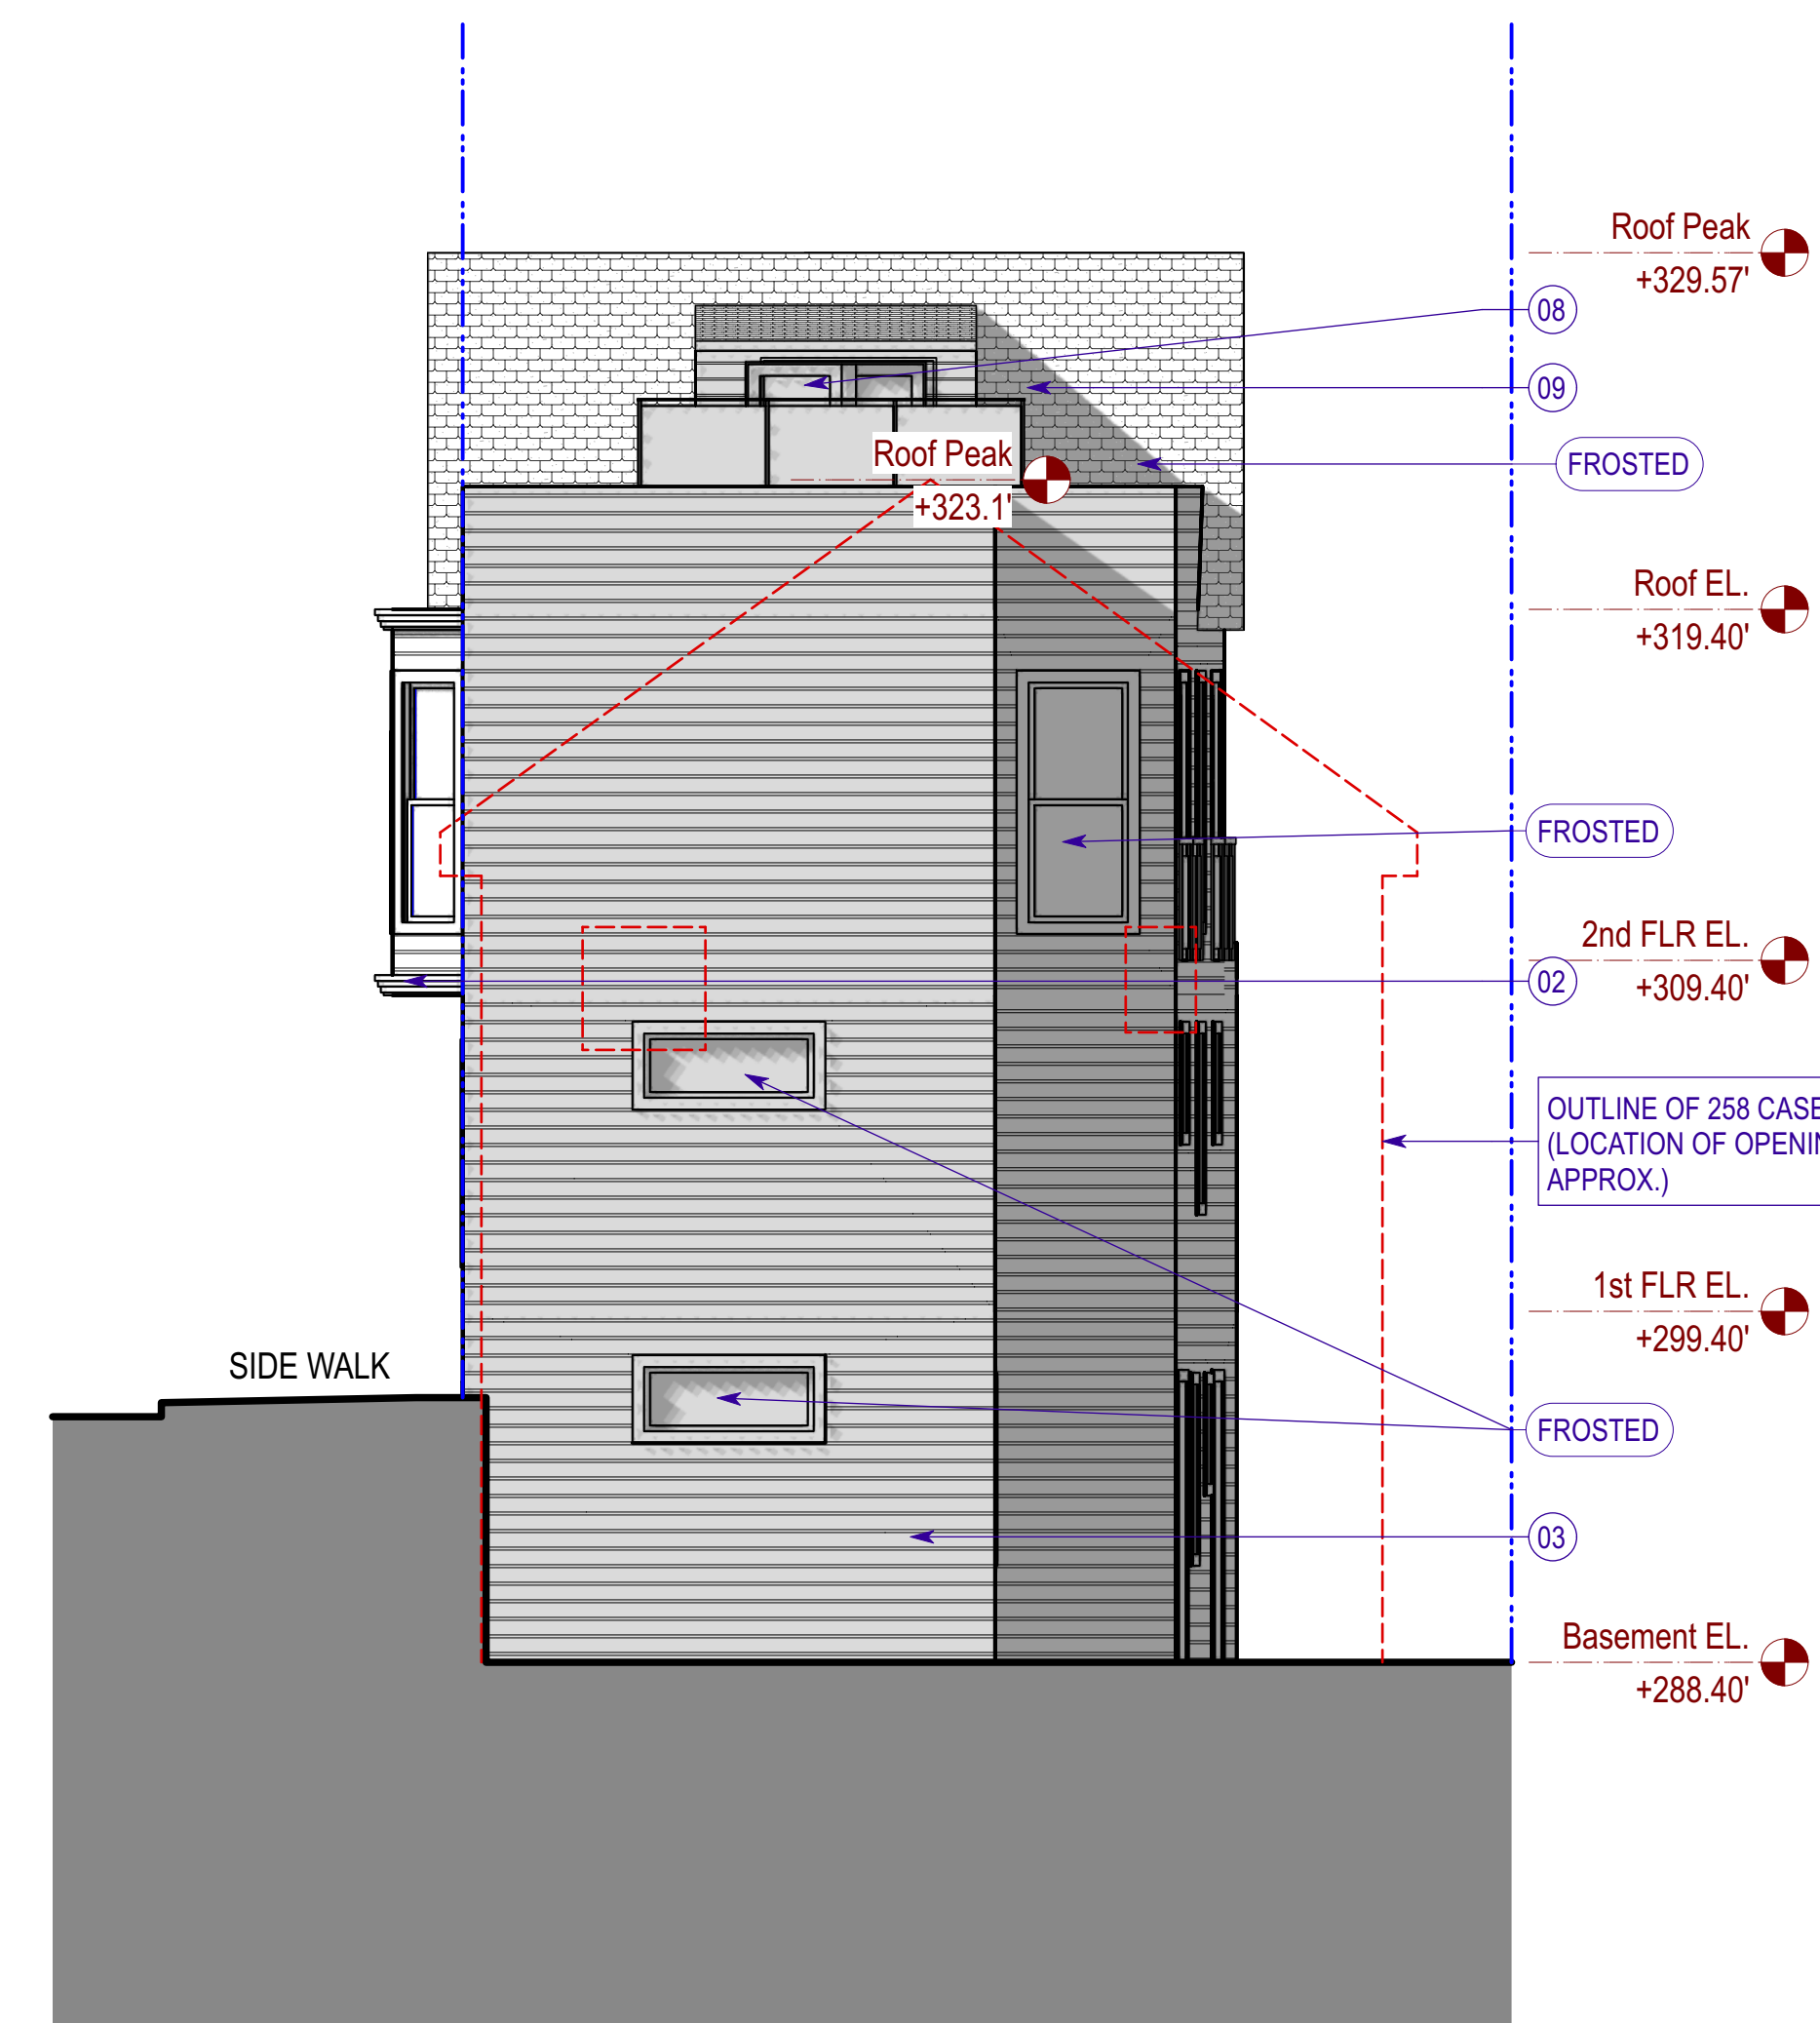 Roof Peak
+329.57'
08
09
FROSTED
Roof Peak
+323.1'
Roof EL.
+319.40'
FROSTED
2nd FLR EL.
02
+309.40'
OUTLINE OF 258 CASE
(LOCATION OF
APPROX.)
1st FLR EL.
+299.40'
SIDE WALK
FROSTED
03
Basement EL.
+288.40'